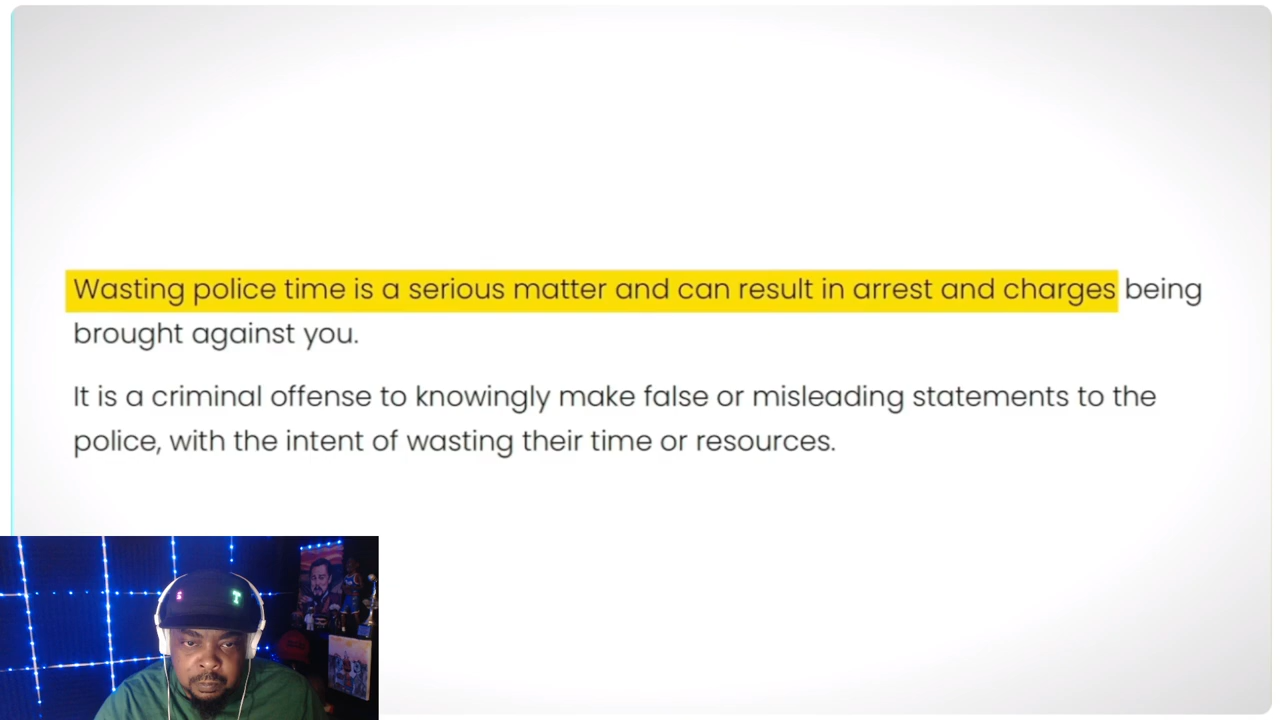 Wasting police time is a serious matter and can result in arrest and charges being
brought against you.
It is a criminal offense to knowingly make false or misleading statements to the
police, with the intent of wasting their time or resources.